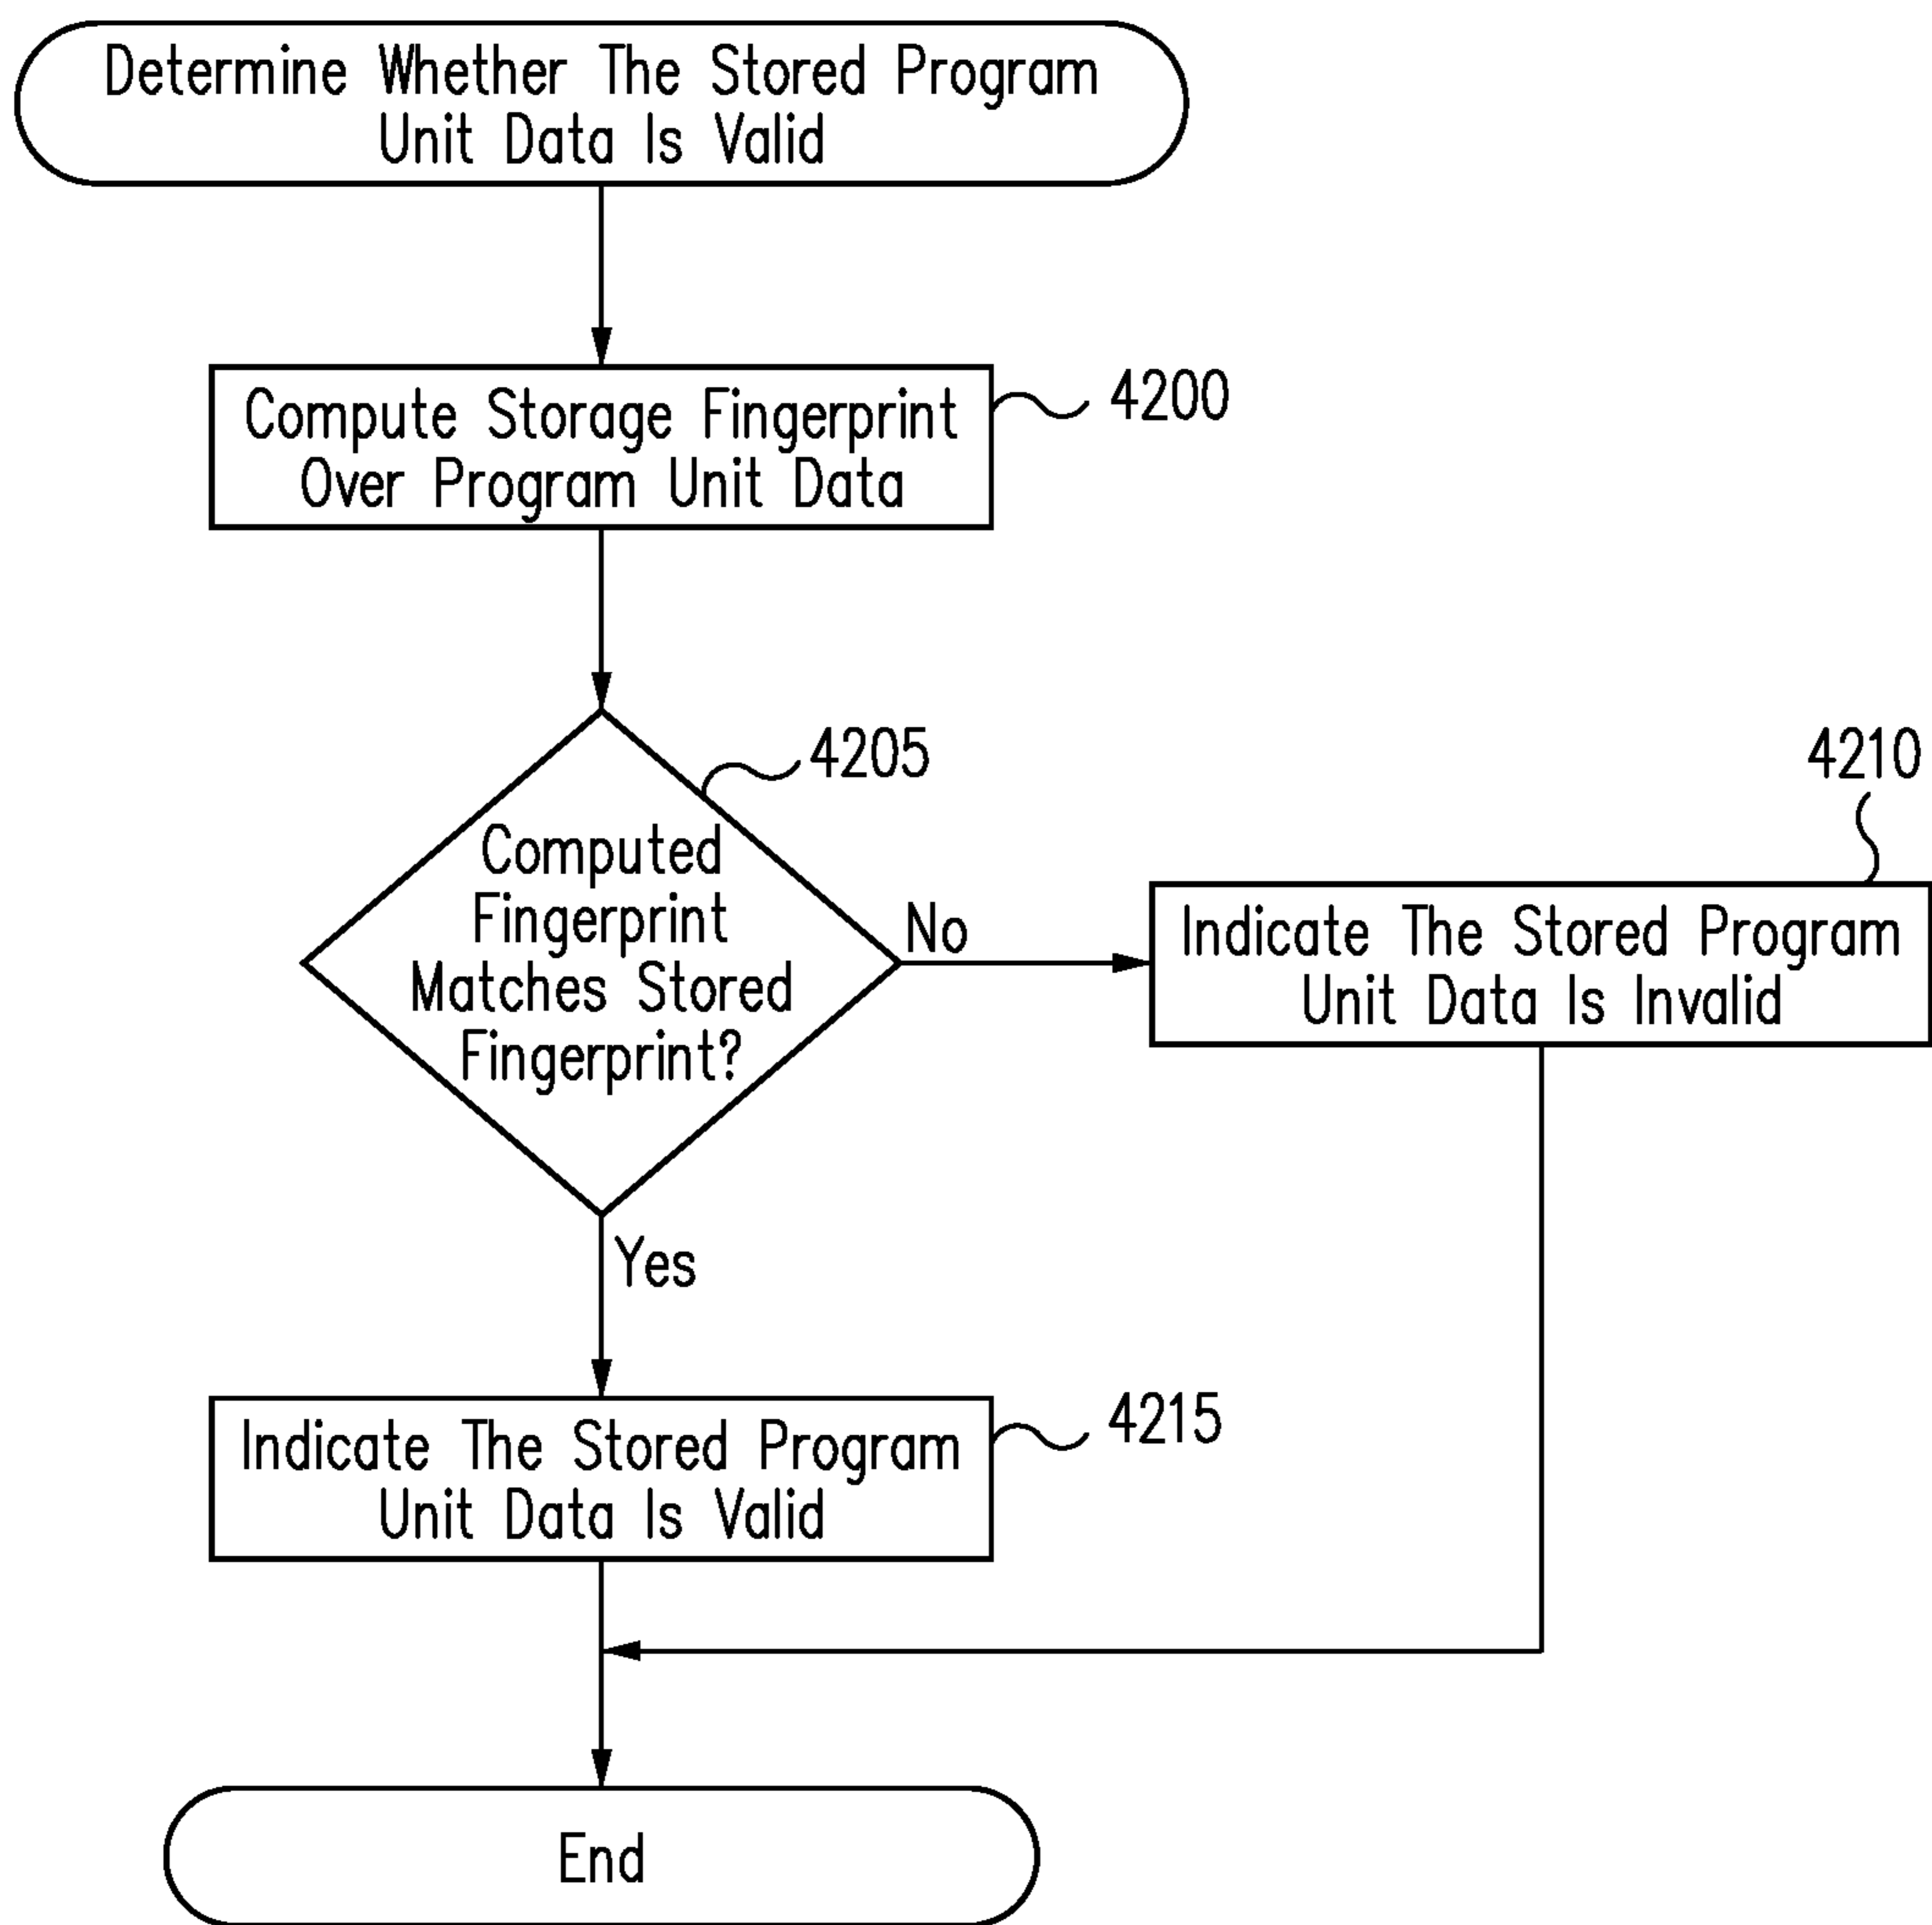 Determine Whether The Stored Program
Unit Data Is Valid
Compute Storage Fingerprint
Over Program Unit Data
4200
4205
Computed
Fingerprint
Matches Stored
Fingerprint?
No
4210
Indicate The Stored Program
Unit Data Is Invalid
Yes
Indicate The Stored Program
Unit Data Is Valid
4215
End